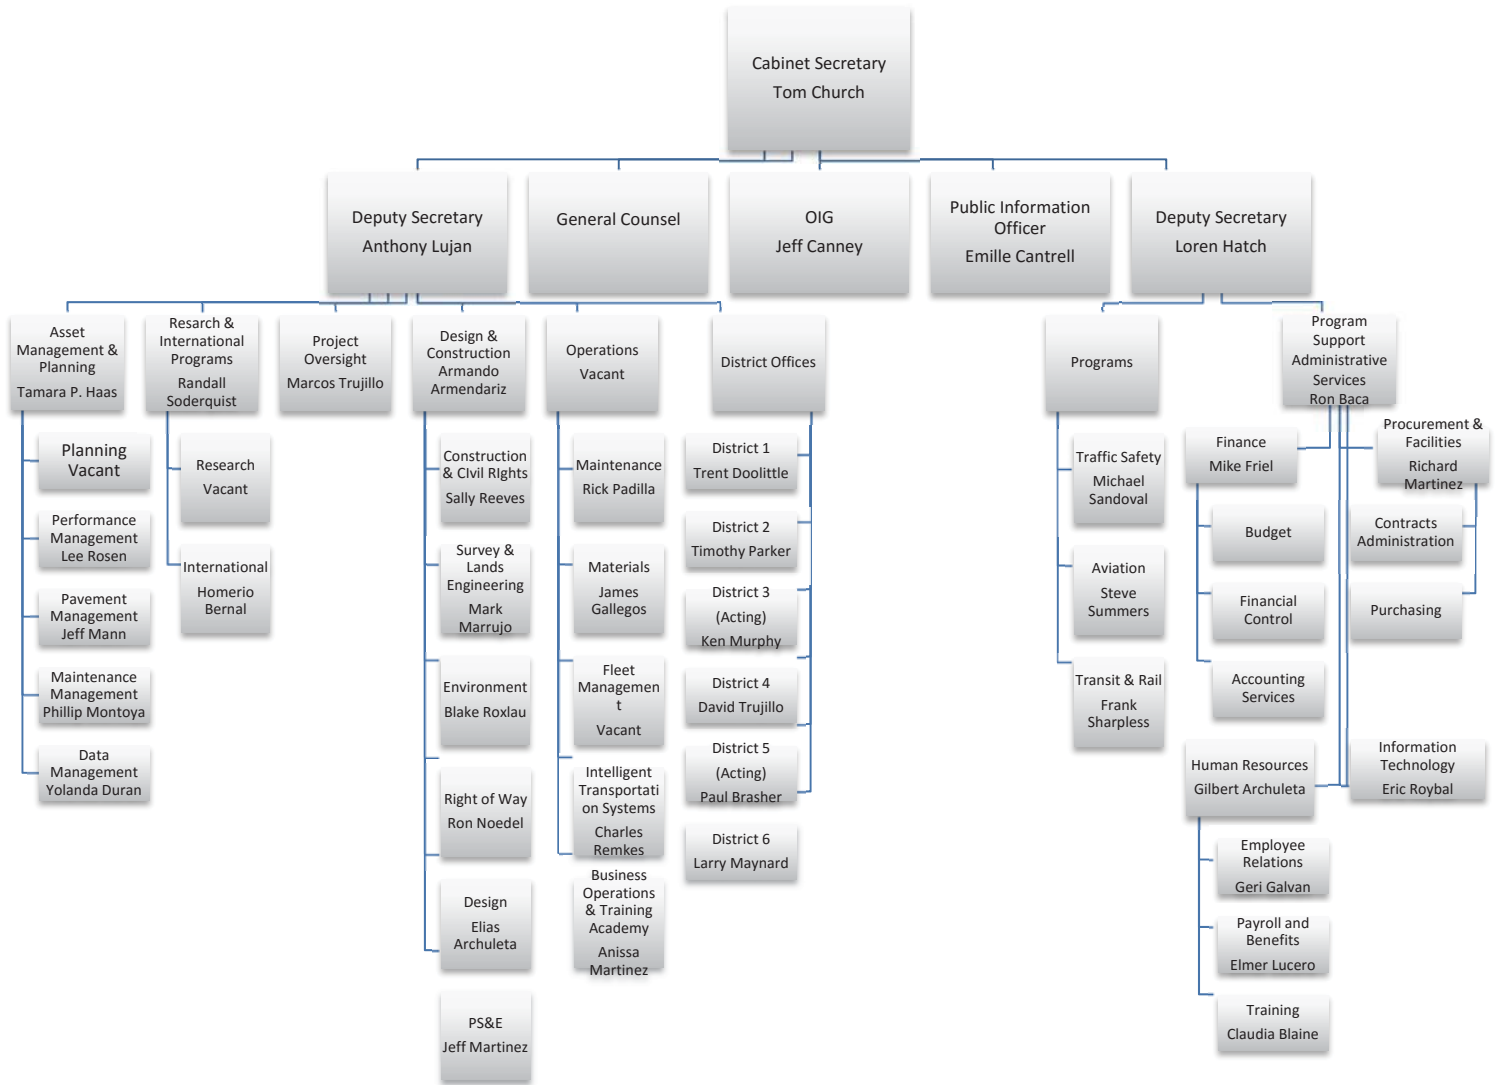 Cabinet Secretary
Tom Church
Deputy Secretary
Anthony Lujan
General Counsel
OIG
Jeff Canney
Public Information
Officer
Emille Cantrell
Deputy Secretary
Loren Hatch
Asset
Management &
Planning
Tamara P. Haas
Resarch &
International
Programs
Randall
Soderquist
Project
Oversight
Marcos Trujillo
Design &
Construction
Armando
Armendariz
Operations
Vacant
District Offices
Programs
Program
Support
Administrative
Services
Ron Baca
Planning
Vacant
Performance
Management
Lee Rosen
Pavement
Management
Jeff Mann
Maintenance
Management
Phillip Montoya
Data
Management
Yolanda Duran
Research
Vacant
International
Homerio
Bernal
Construction
& CIvil RIghts
Sally Reeves
Survey &
Lands
Engineering
Mark
Marrujo
Environment
Blake Roxlau
Right of Way
Ron Noedel
Design
Elias
Archuleta
PS&E
Jeff Martinez
Maintenance
Rick Padilla
Materials
James
Gallegos
Fleet
Managemen
t
Vacant
Intelligent
Transportati
on Systems
Charles
Remkes
Business
Operations
& Training
Academy
Anissa
Martinez
District 1
Trent Doolittle
District 2
Timothy Parker
District 3
(Acting)
Ken Murphy
District 4
David Trujillo
District 5
(Acting)
Paul Brasher
District 6
Larry Maynard
Traffic Safety
Michael
Sandoval
Aviation
Steve
Summers
Transit & Rail
Frank
Sharpless
Finance
Mike Friel
Budget
Financial
Control
Accounting
Services
Procurement &
Facilities
Richard
Martinez
Contracts
Administration
Purchasing
Human Resources
Gilbert Archuleta
Information
Technology
Eric Roybal
Employee
Relations
Geri Galvan
Payroll and
Benefits
Elmer Lucero
Training
Claudia Blaine